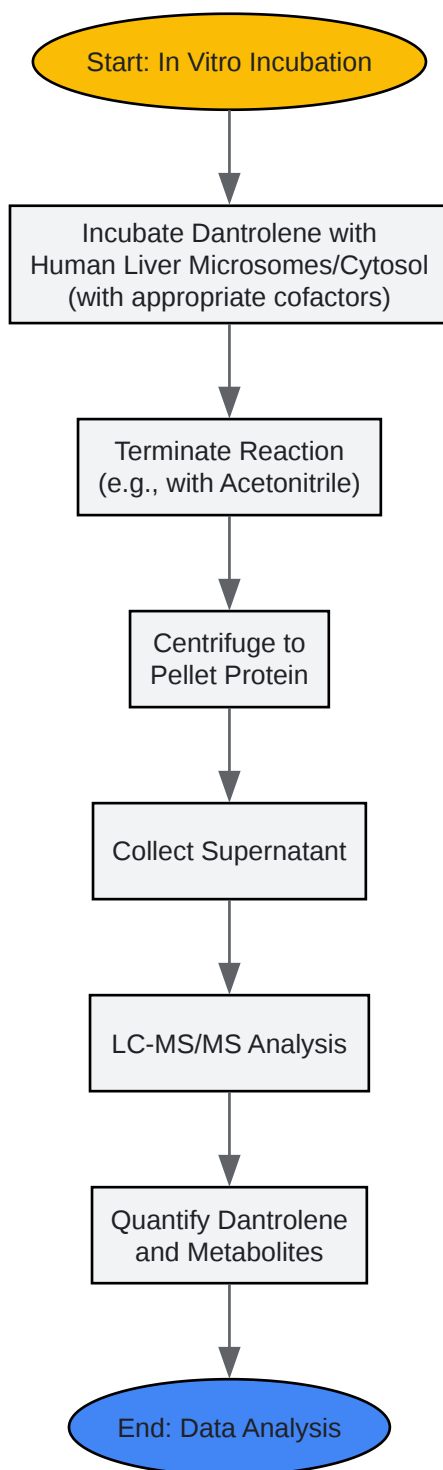 Start: In Vitro Incubation
Incubate Dantrolene with
Human Liver Microsomes/Cytosol
(with appropriate cofactors)
Terminate Reaction
(e.g., with Acetonitrile)
Centrifuge to
Pellet Protein
Collect Supernatant
LC-MS/MS Analysis
Quantify Dantrolene
and Metabolites
End: Data Analysis